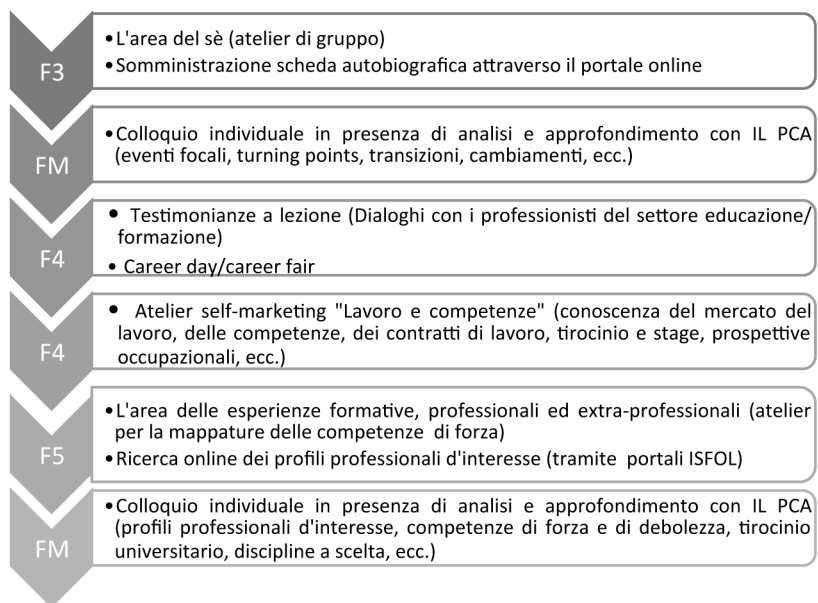 F3
•L'area del sè (atelier di gruppo)
•Somministrazione scheda autobiografica attraverso il portale online
FM
•Colloquio individuale in presenza di analisi e approfondimento con IL PCA
(eventi focali, turning points, transizioni, cambiamenti, ecc.)
F4
• Testimonianze a lezione (Dialoghi con i professionisti del settore educazione/
formazione)
• Career day/career fair
F4
• Atelier self-marketing "Lavoro e competenze" (conoscenza del mercato del
lavoro, delle competenze, dei contratti di lavoro, tirocinio e stage, prospettive
occupazionali, ecc.)
F5
•L'area delle esperienze formative, professionali ed extra-professionali (atelier
per la mappature delle competenze di forza)
•Ricerca online dei profili professionali d'interesse (tramite portali ISFOL)
FM
•Colloquio individuale in presenza di analisi e approfondimento con IL PCA
(profili professionali d'interesse, competenze di forza e di debolezza, tirocinio
universitario, discipline a scelta, ecc.)